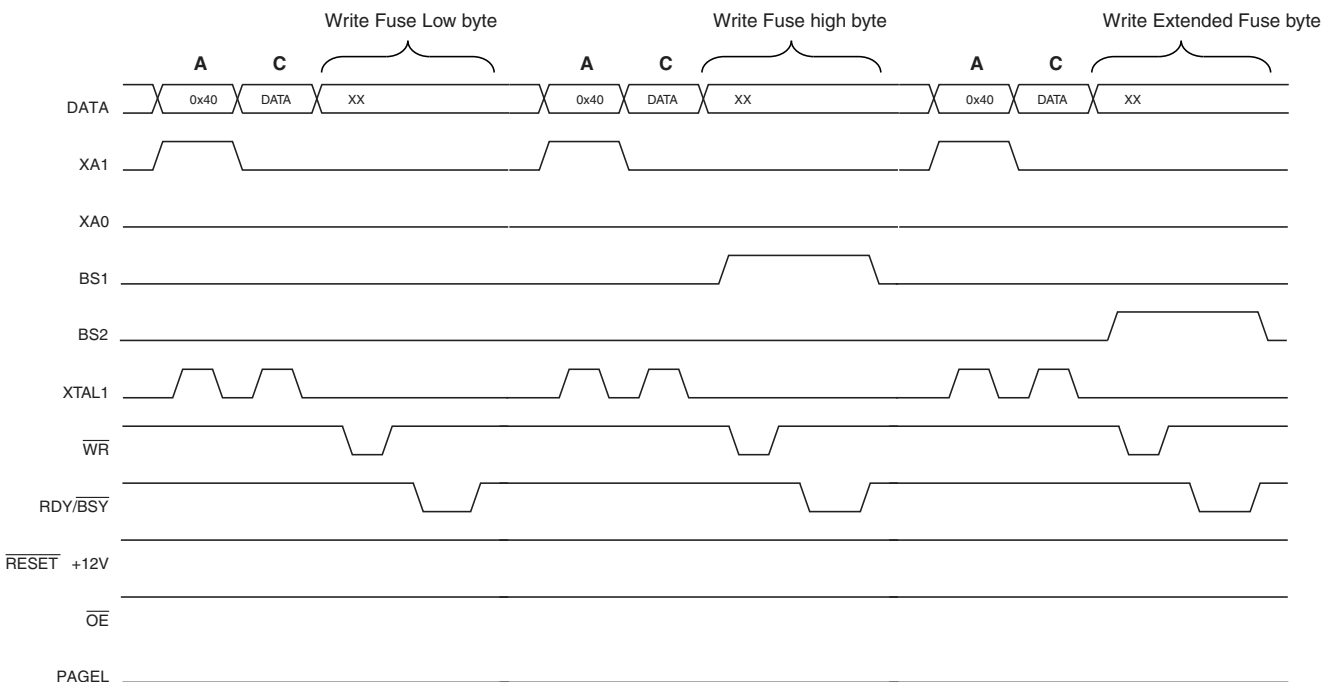 Write Fuse Low byte Write Fuse high byte Write Extended Fuse byte
A C A C A C
DATA 0x40 DATA XX 0x40 DATA XX 0x40 DATA XX
XA1
XA0
BS1
BS2
XTAL1
WR
RDY/BSY
RESET +12V
OE
PAGEL